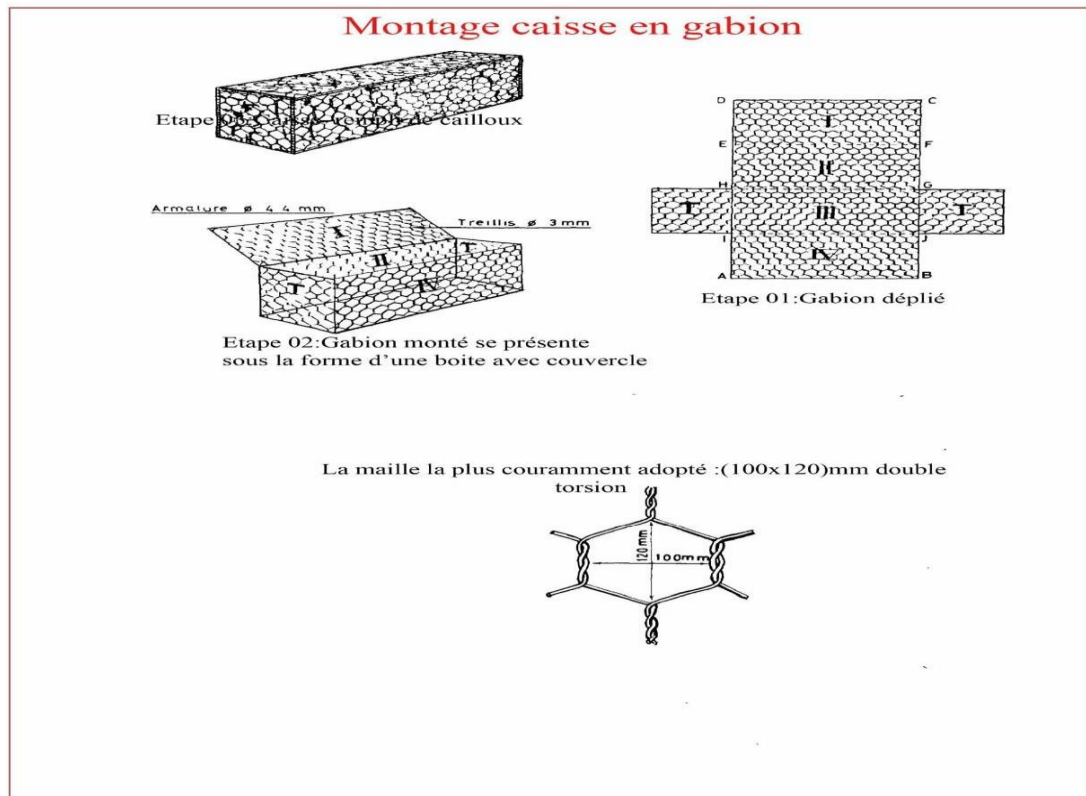 Montage caisse en gabion
Etape 03:Caisse rempli de cailloux
Armature ø 4.4 mm
Treillis ø 3mm
I
II
T
T
IV
Etape 02:Gabion monté se présente
sous la forme d’une boite avec couvercle
D
C
I
E
F
II
H
G
T
III
T
I
J
IV
A
B
Etape 01:Gabion déplié
La maille la plus couramment adopté :(100x120)mm double
torsion
120mm
100mm